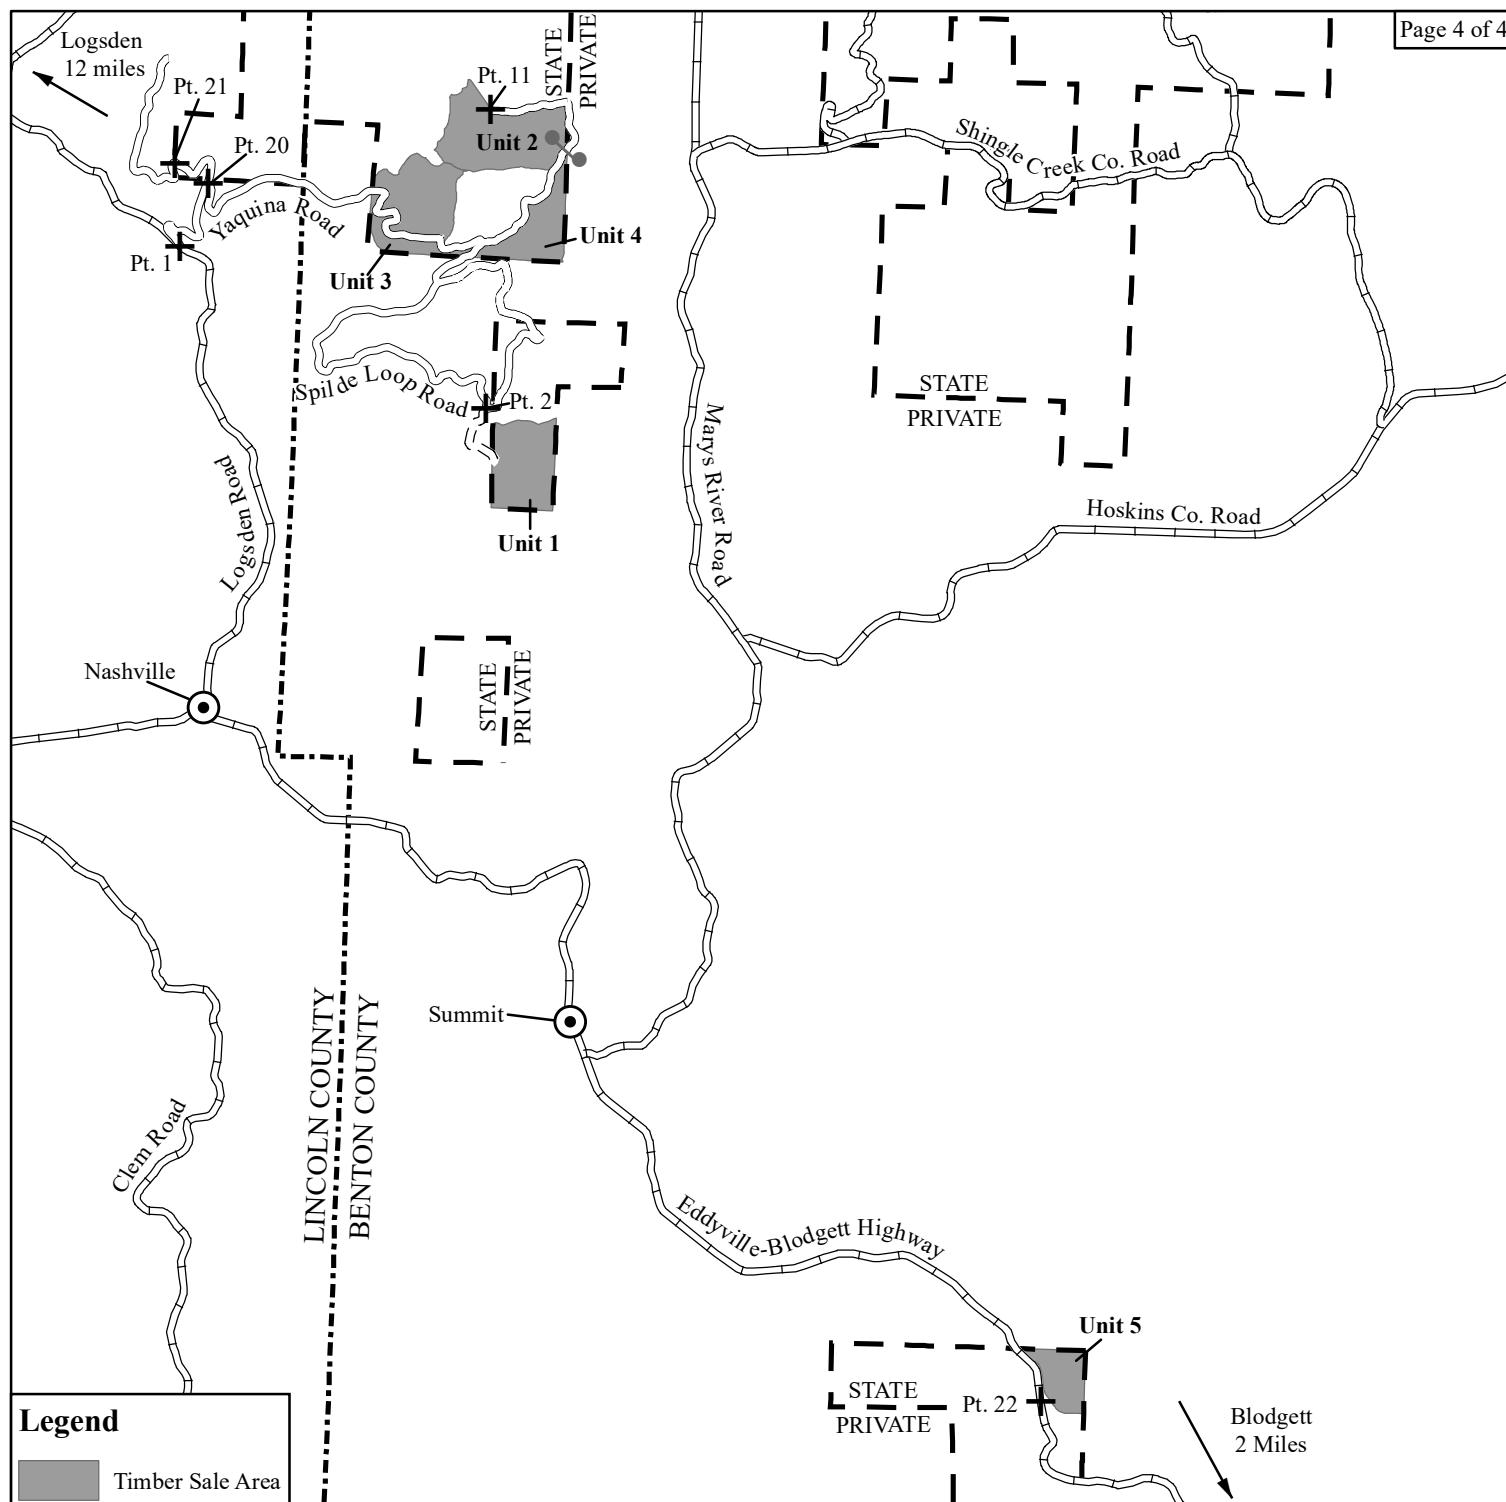 Page 4 of 4
Logsden
12 miles
Pt. 21
Pt. 20
Pt. 11
STATE
PRIVATE
Unit 2
Shingle Creek Co. Road
Yaquina Road
Pt. 1
Unit 4
Unit 3
Spilde Loop Road
Pt. 2
STATE
PRIVATE
Marys River Road
Logsden Road
Unit 1
Hoskins Co. Road
Nashville
STATE
PRIVATE
Summit
LINCOLN COUNTY
BENTON COUNTY
Clem Road
Eddyville-Blodgett Highway
Unit 5
STATE
PRIVATE
Pt. 22
Blodgett
2 Miles
Legend
Timber Sale Area